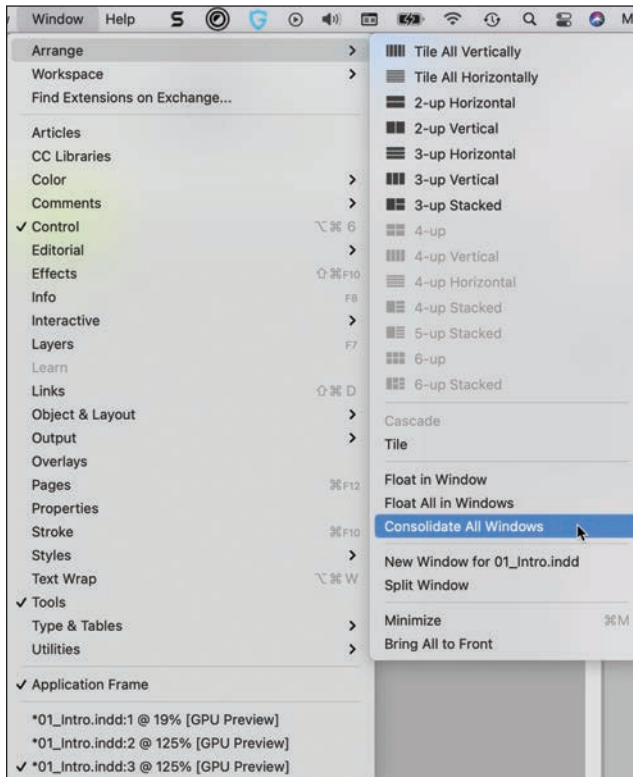 Window Help
Arrange
Workspace
Find Extensions on Exchange...
Articles
CC Libraries
Color
Comments
✓ Control ⌥⌘6
Editorial
Effects ⇧⌘F10
Info F8
Interactive
Layers F7
Learn
Links ⇧⌘D
Object & Layout
Output
Overlays
Pages ⌘F12
Properties
Stroke ⌘F10
Styles
Text Wrap ⌥⌘W
✓ Tools
Type & Tables
Utilities
✓ Application Frame
*01_Intro.indd:1 @ 19% [GPU Preview]
*01_Intro.indd:2 @ 125% [GPU Preview]
✓ *01_Intro.indd:3 @ 125% [GPU Preview]
Tile All Vertically
Tile All Horizontally
2-up Horizontal
2-up Vertical
3-up Horizontal
3-up Vertical
3-up Stacked
4-up
4-up Vertical
4-up Horizontal
4-up Stacked
5-up Stacked
6-up
6-up Stacked
Cascade
Tile
Float in Window
Float All in Windows
Consolidate All Windows
New Window for 01_Intro.indd
Split Window
Minimize ⌘M
Bring All to Front